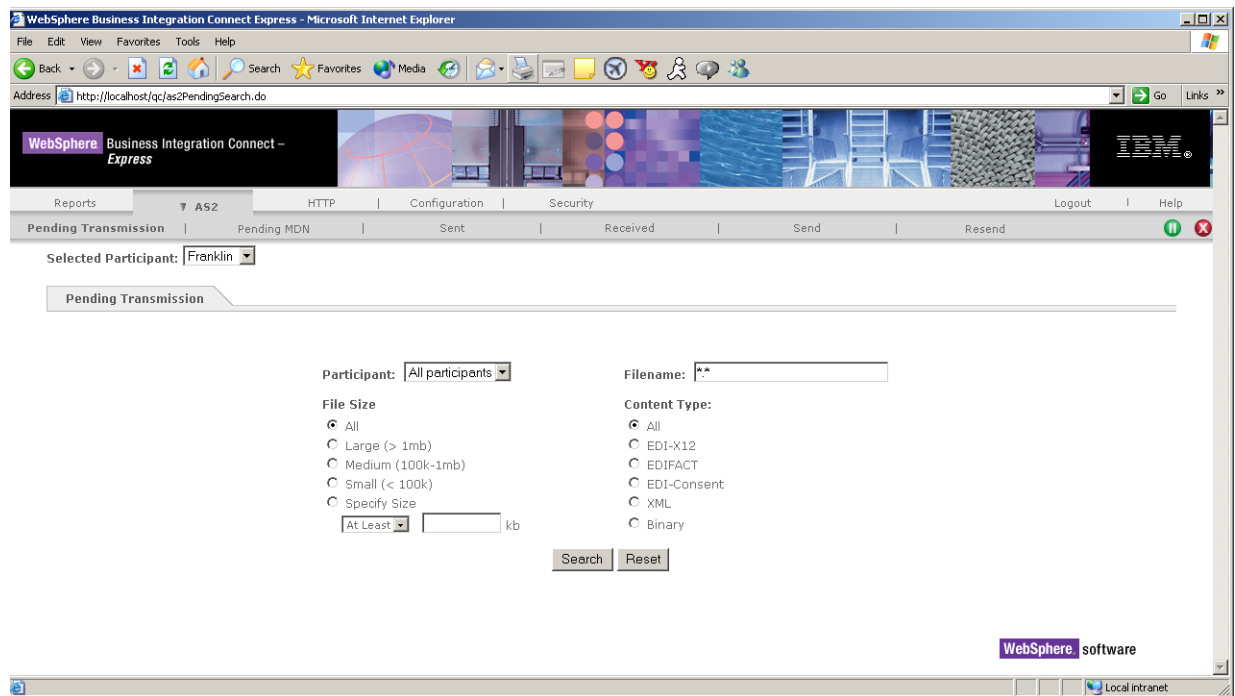 WebSphere Business Integration Connect Express - Microsoft Internet Explorer
File Edit View Favorites Tools Help
Back Search Favorites Media
Address http://localhost/qc/as2PendingSearch.do Go Links »
WebSphere. Business Integration Connect –
Express
IBM®
Reports AS2 HTTP | Configuration | Security Logout | Help
Pending Transmission | Pending MDN | Sent | Received | Send | Resend
Selected Participant: Franklin
Pending Transmission
Participant: All participants Filename: *.*
File Size Content Type:
All All
Large (> 1mb) EDI-X12
Medium (100k-1mb) EDIFACT
Small (< 100k) EDI-Consent
Specify Size XML
At Least kb Binary
Search Reset
WebSphere. software
Local intranet